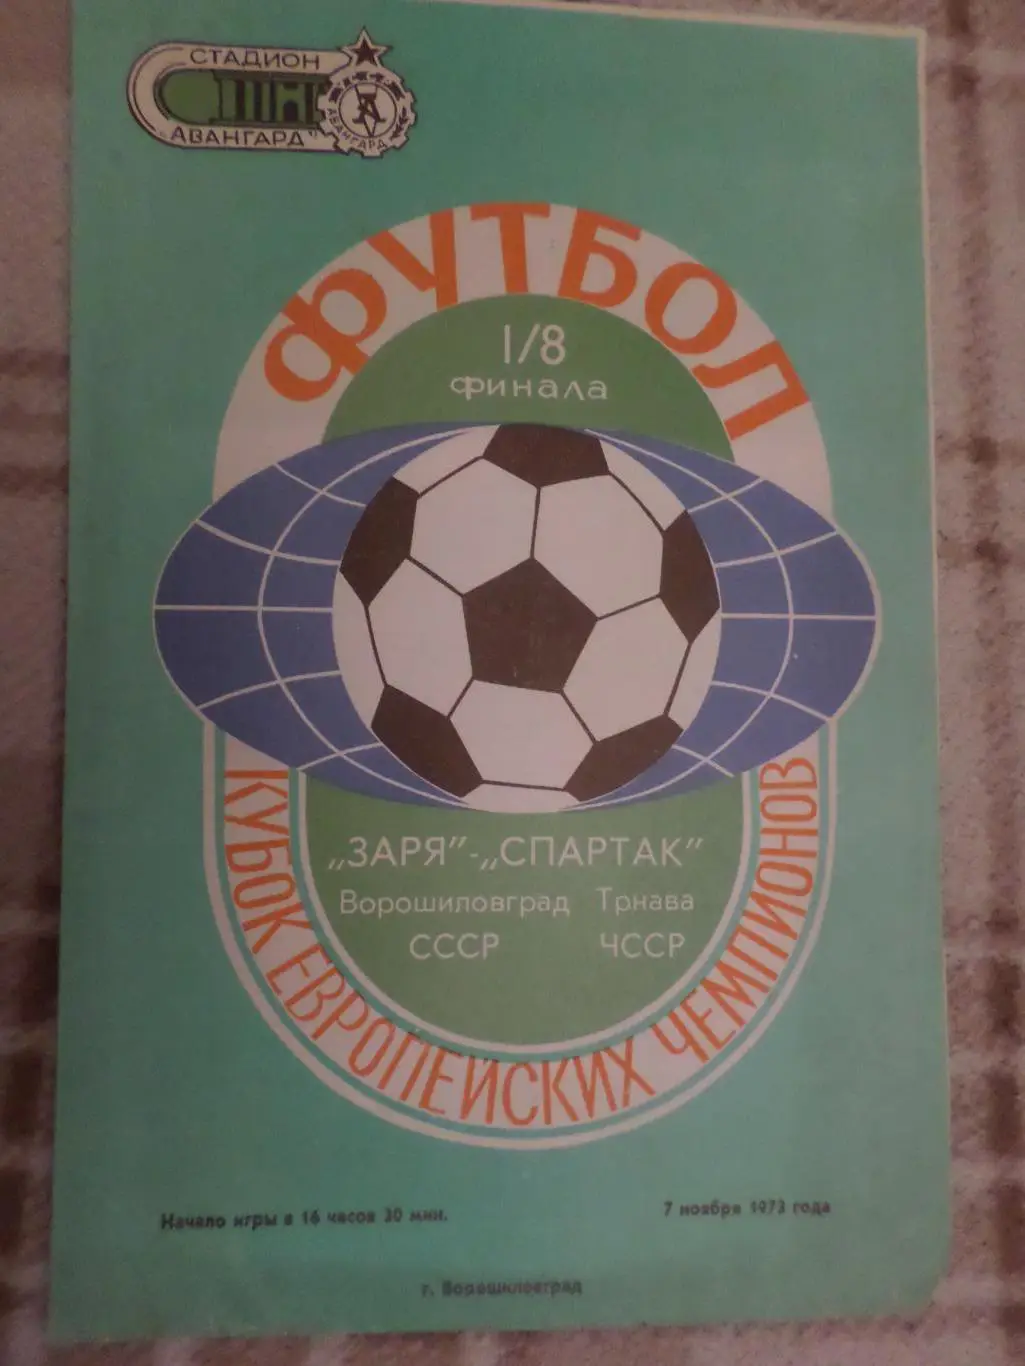 СТАДИОН
„АВАНГАРД"
АВАНГАРД
ФУТБОЛ
1/8
финала
„ЗАРЯ"-„СПАРТАК"
Ворошиловград Трнава
СССР ЧССР
КУБОК ЕВРОПЕЙСКИХ ЧЕМПИОНОВ
Начало игры в 16 часов 30 мин.
7 ноября 1973 года
г. Ворошиловград